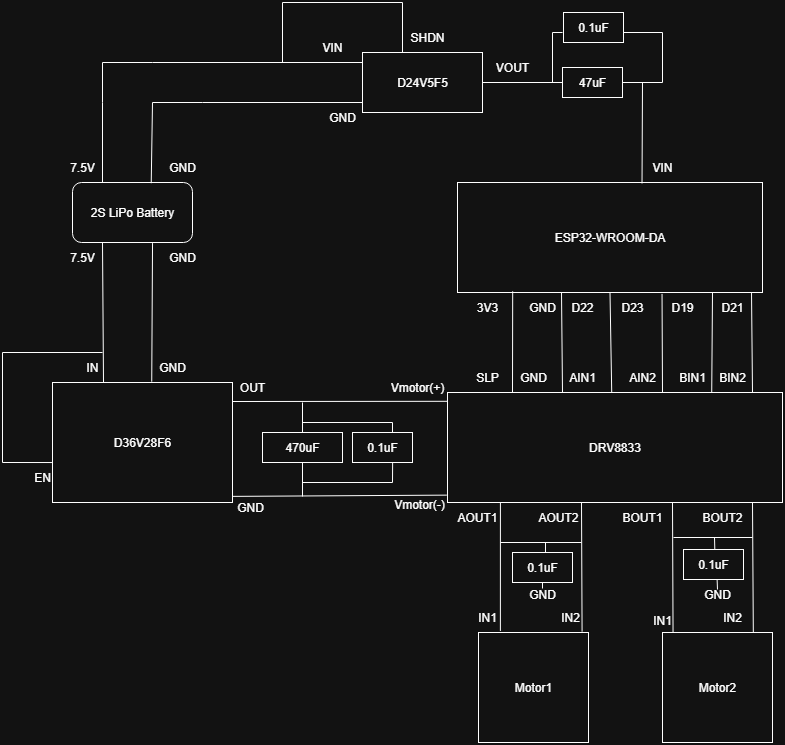 0.1uF
SHDN
VIN
D24V5F5
VOUT
47uF
GND
7.5V
GND
VIN
2S LiPo Battery
ESP32-WROOM-DA
7.5V
GND
3V3
GND
D22
D23
D19
D21
IN
GND
SLP
GND
AIN1
AIN2
BIN1
BIN2
OUT
Vmotor(+)
D36V28F6
470uF
0.1uF
DRV8833
EN
GND
Vmotor(-)
AOUT1
AOUT2
BOUT1
BOUT2
0.1uF
0.1uF
GND
GND
IN1
IN2
IN1
IN2
Motor1
Motor2